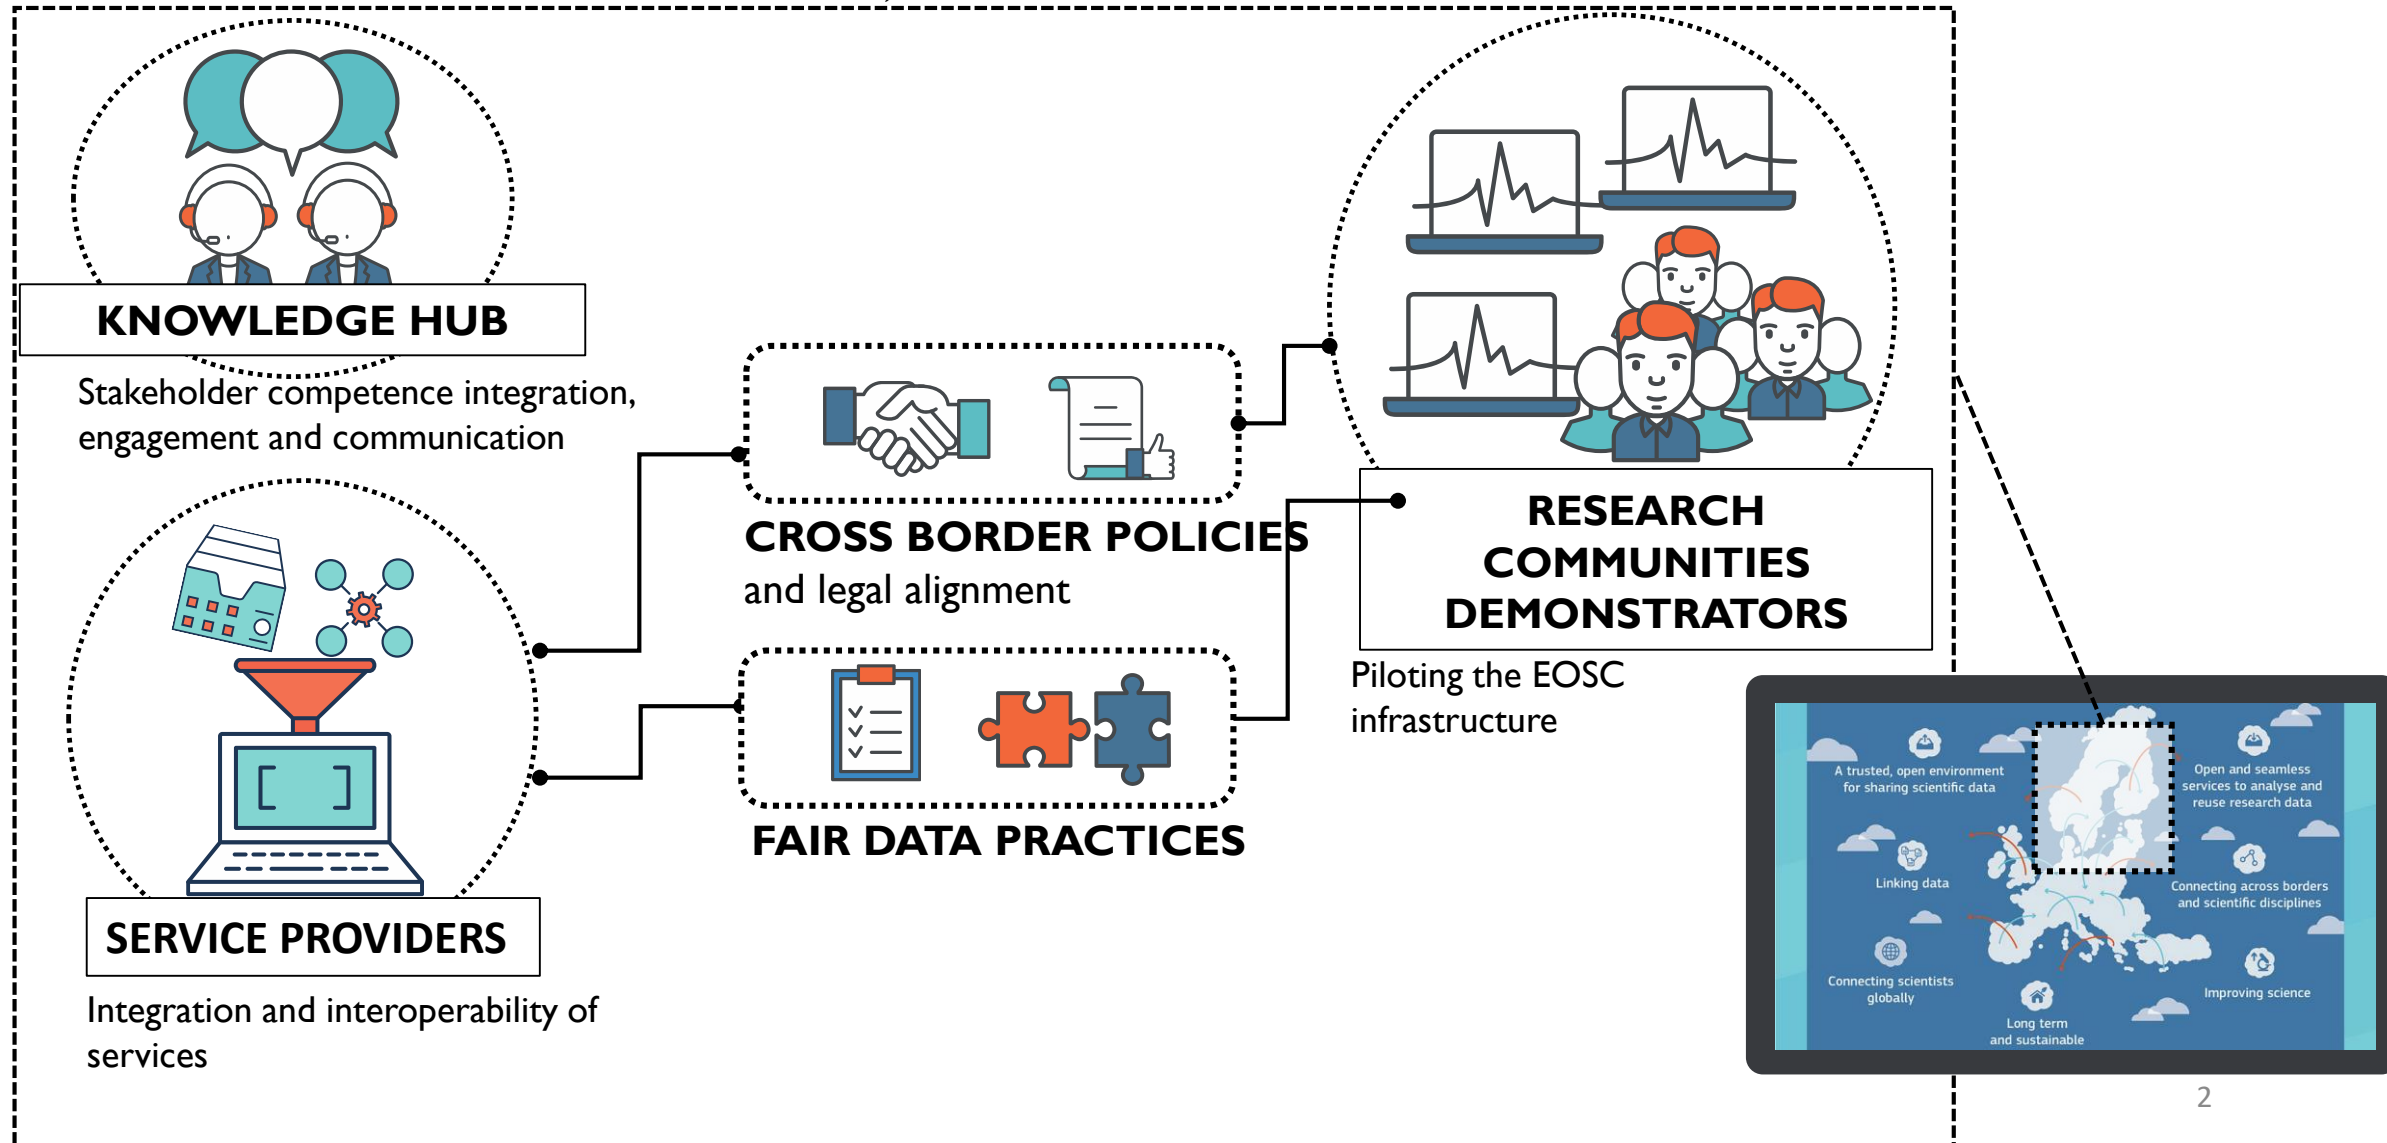 KNOWLEDGE HUB
Stakeholder competence integration,
engagement and communication
SERVICE PROVIDERS
Integration and interoperability of
services
CROSS BORDER POLICIES
and legal alignment
FAIR DATA PRACTICES
RESEARCH
COMMUNITIES
DEMONSTRATORS
Piloting the EOSC
infrastructure
A trusted, open environment
for sharing scientific data
Open and seamless
services to analyse and
reuse research data
Linking data
Connecting across borders
and scientific disciplines
Connecting scientists
globally
Improving science
Long term
and sustainable
2